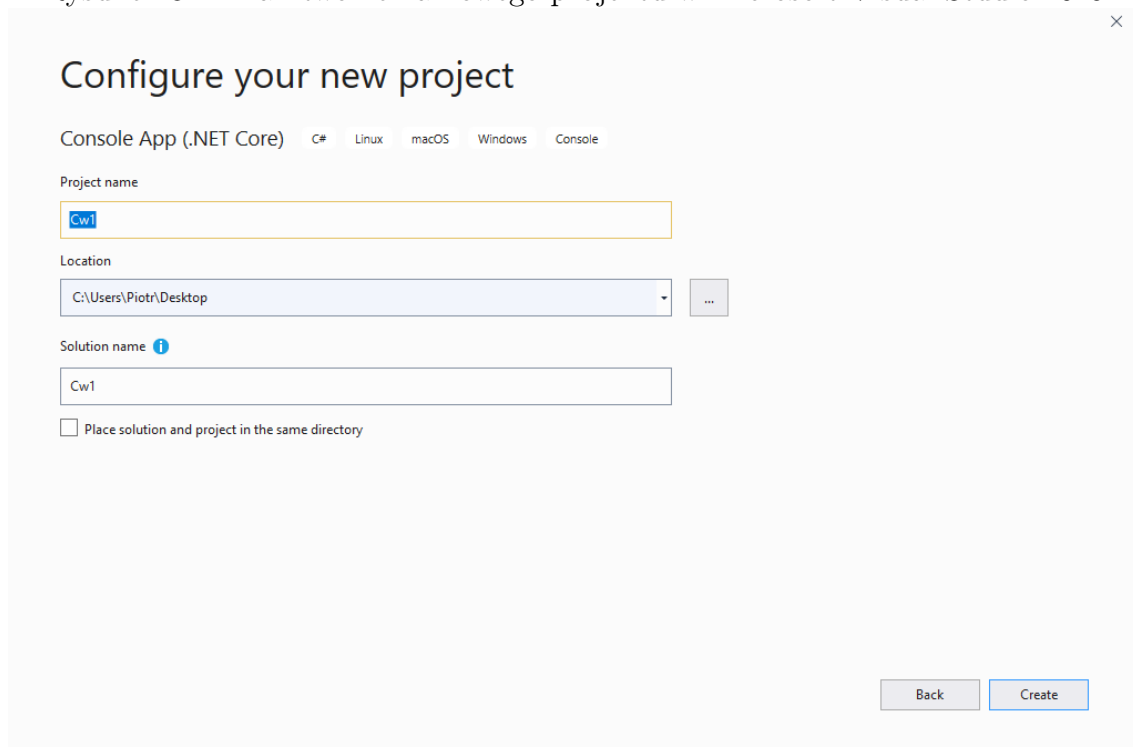 Configure your new project
Console App (.NET Core) C# Linux macOS Windows Console
Project name
Cw1
Location
C:\Users\Piotr\Desktop
...
Solution name
Cw1
Place solution and project in the same directory
Back Create